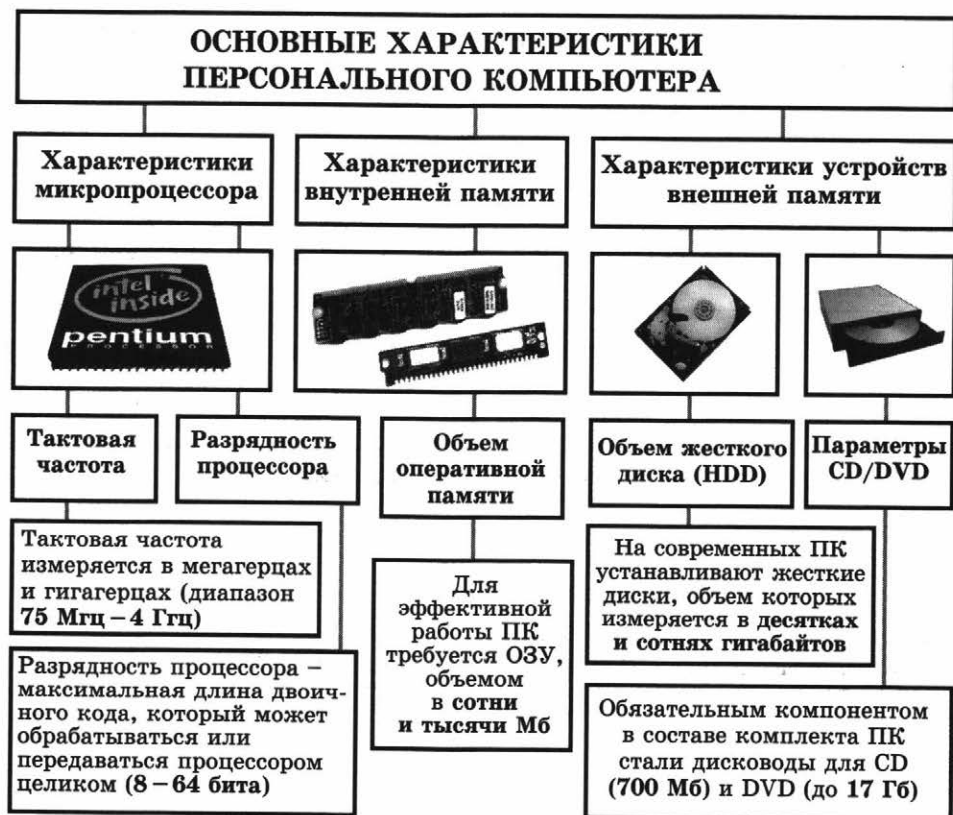 ОСНОВНЫЕ ХАРАКТЕРИСТИКИ
ПЕРСОНАЛЬНОГО КОМПЬЮТЕРА
Характеристики
микропроцессора
Характеристики
внутренней памяти
Характеристики устройств
внешней памяти
intel
inside
pentium
PROCESSOR
Тактовая
частота
Разрядность
процессора
Объем
оперативной
памяти
Объем жесткого
диска (HDD)
Параметры
CD/DVD
Тактовая частота
измеряется в мегагерцах
и гигагерцах (диапазон
75 Мгц – 4 Ггц)
Разрядность процессора –
максимальная длина двоич-
ного кода, который может
обрабатываться или
передаваться процессором
целиком (8 – 64 бита)
Для
эффективной
работы ПК
требуется ОЗУ,
объемом
в сотни
и тысячи Мб
На современных ПК
устанавливают жесткие
диски, объем которых
измеряется в десятках
и сотнях гигабайтов
Обязательным компонентом
в составе комплекта ПК
стали дисководы для CD
(700 Мб) и DVD (до 17 Гб)